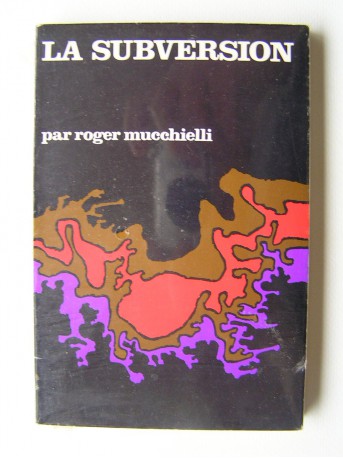 LA SUBVERSION
par roger mucchielli